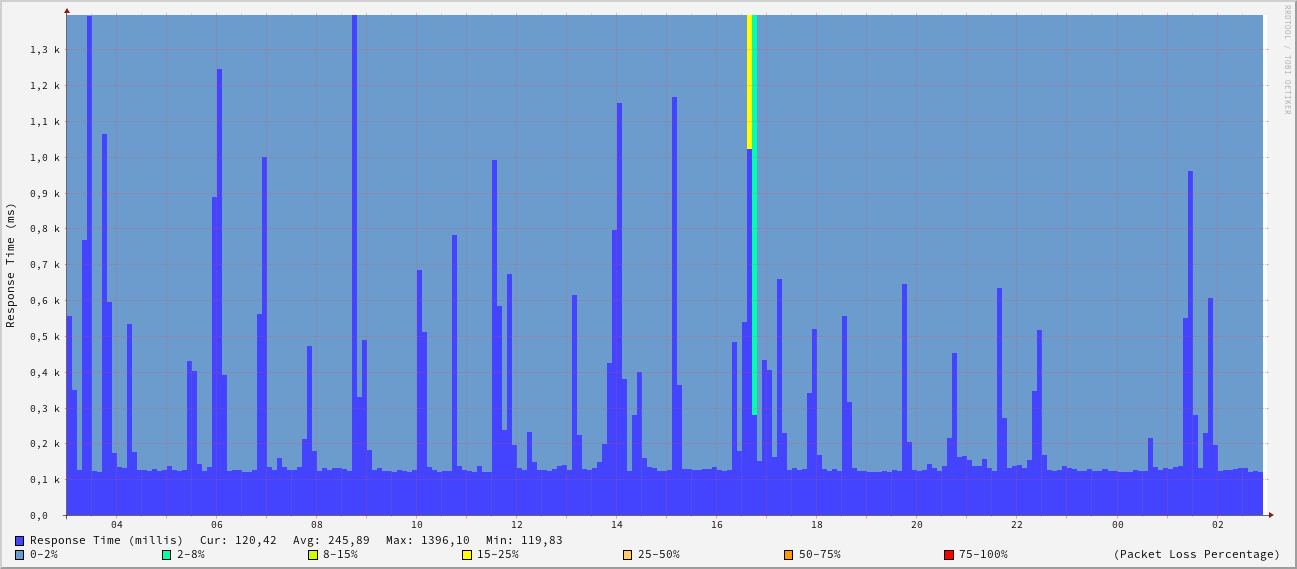 RRDTOOL / TOBI OETIKER
Response Time (ms)
1,3 k
1,2 k
1,1 k
1,0 k
0,9 k
0,8 k
0,7 k
0,6 k
0,5 k
0,4 k
0,3 k
0,2 k
0,1 k
0,0
04 06 08 10 12 14 16 18 20 22 00 02
Response Time (millis) Cur: 120,42 Avg: 245,89 Max: 1396,10 Min: 119,83
0-2% 2-8% 8-15% 15-25% 25-50% 50-75% 75-100% (Packet Loss Percentage)